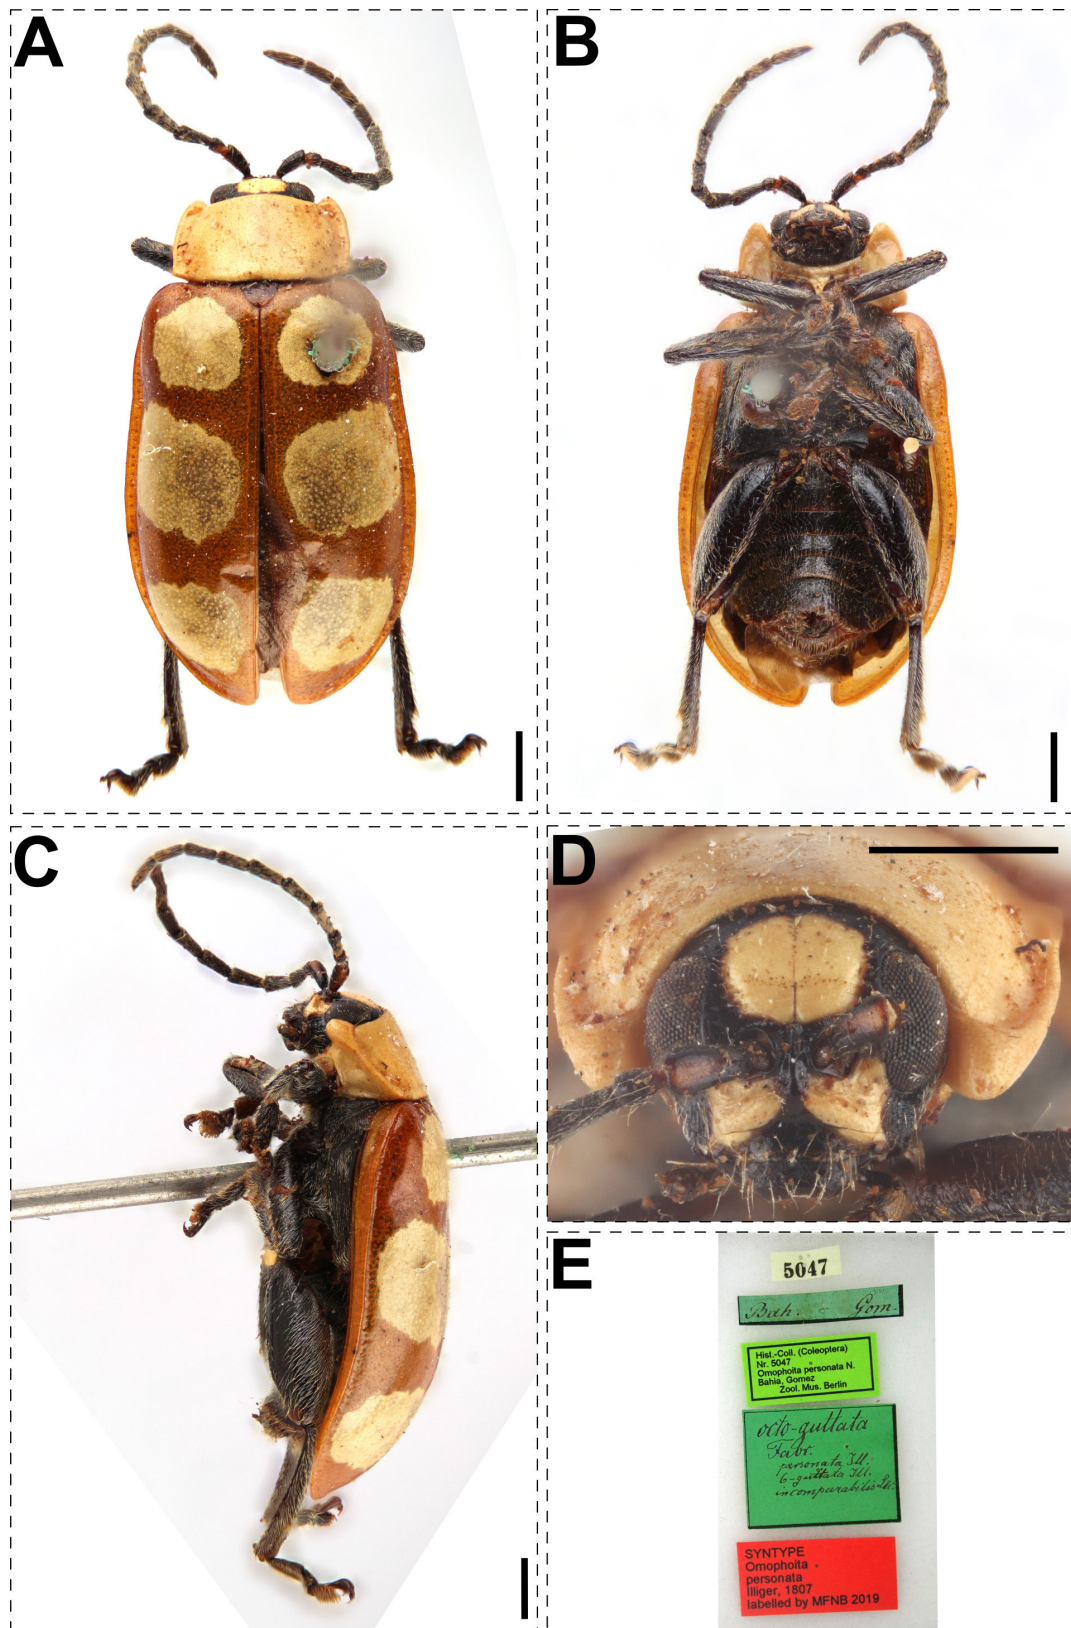 A
B
C
D
E
5047
Bah. Gom.
Hist.-Coll. (Coleoptera)
Nr. 5047
Omophoita personata N.
Bahia, Gomez
Zool. Mus. Berlin
octo-guttata
Fabr.
personata Ill.
6-guttata Ill.
incomparabilis
SYNTYPE
Omophoita
personata
Illiger, 1807
labelled by MFNB 2019